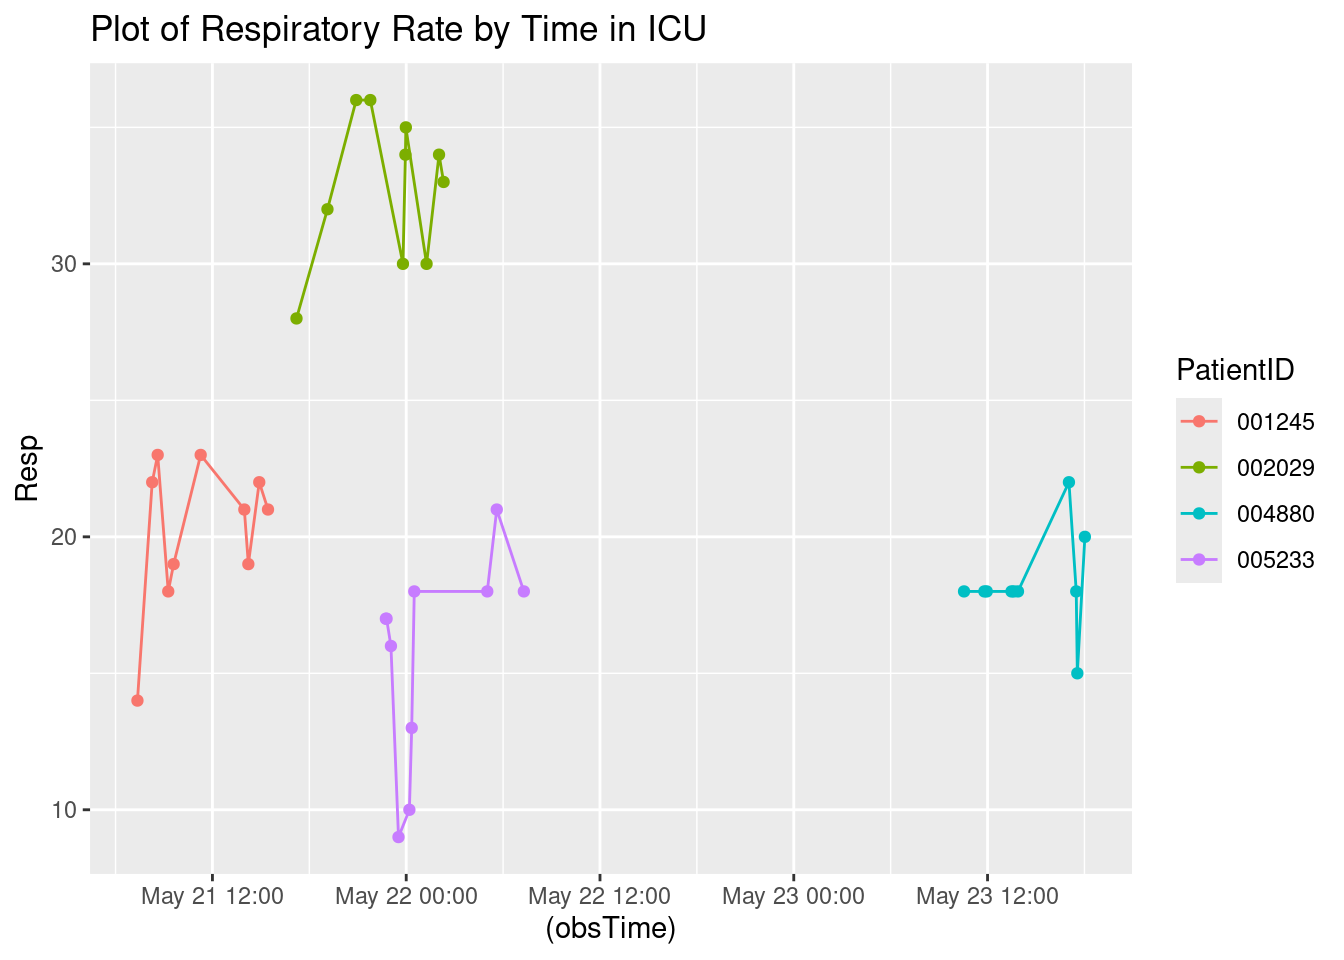 Plot of Respiratory Rate by Time in ICU
Resp
30
20
10
May 21 12:00
May 22 00:00
May 22 12:00
May 23 00:00
May 23 12:00
(obsTime)
PatientID
001245
002029
004880
005233